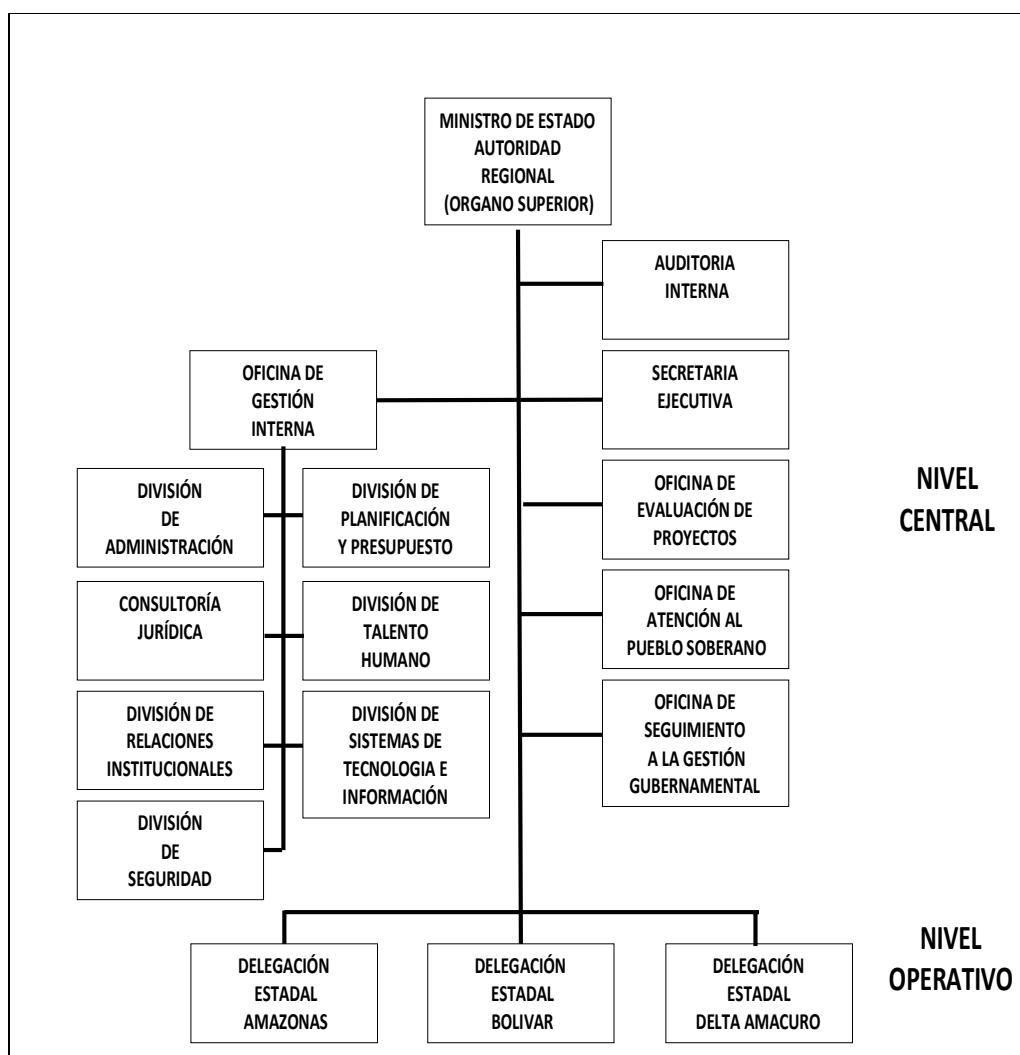 MINISTRO DE ESTADO
AUTORIDAD
REGIONAL
(ORGANO SUPERIOR)
AUDITORIA
INTERNA
OFICINA DE
GESTIÓN
INTERNA
SECRETARIA
EJECUTIVA
DIVISIÓN
DE
ADMINISTRACIÓN
DIVISIÓN DE
PLANIFICACIÓN
Y PRESUPUESTO
OFICINA DE
EVALUACIÓN DE
PROYECTOS
NIVEL
CENTRAL
CONSULTORÍA
JURÍDICA
DIVISIÓN DE
TALENTO
HUMANO
OFICINA DE
ATENCIÓN AL
PUEBLO SOBERANO
DIVISIÓN DE
RELACIONES
INSTITUCIONALES
DIVISIÓN DE
SISTEMAS DE
TECNOLOGIA E
INFORMACIÓN
OFICINA DE
SEGUIMIENTO
A LA GESTIÓN
GUBERNAMENTAL
DIVISIÓN
DE
SEGURIDAD
DELEGACIÓN
ESTADAL
AMAZONAS
DELEGACIÓN
ESTADAL
BOLIVAR
DELEGACIÓN
ESTADAL
DELTA AMACURO
NIVEL
OPERATIVO